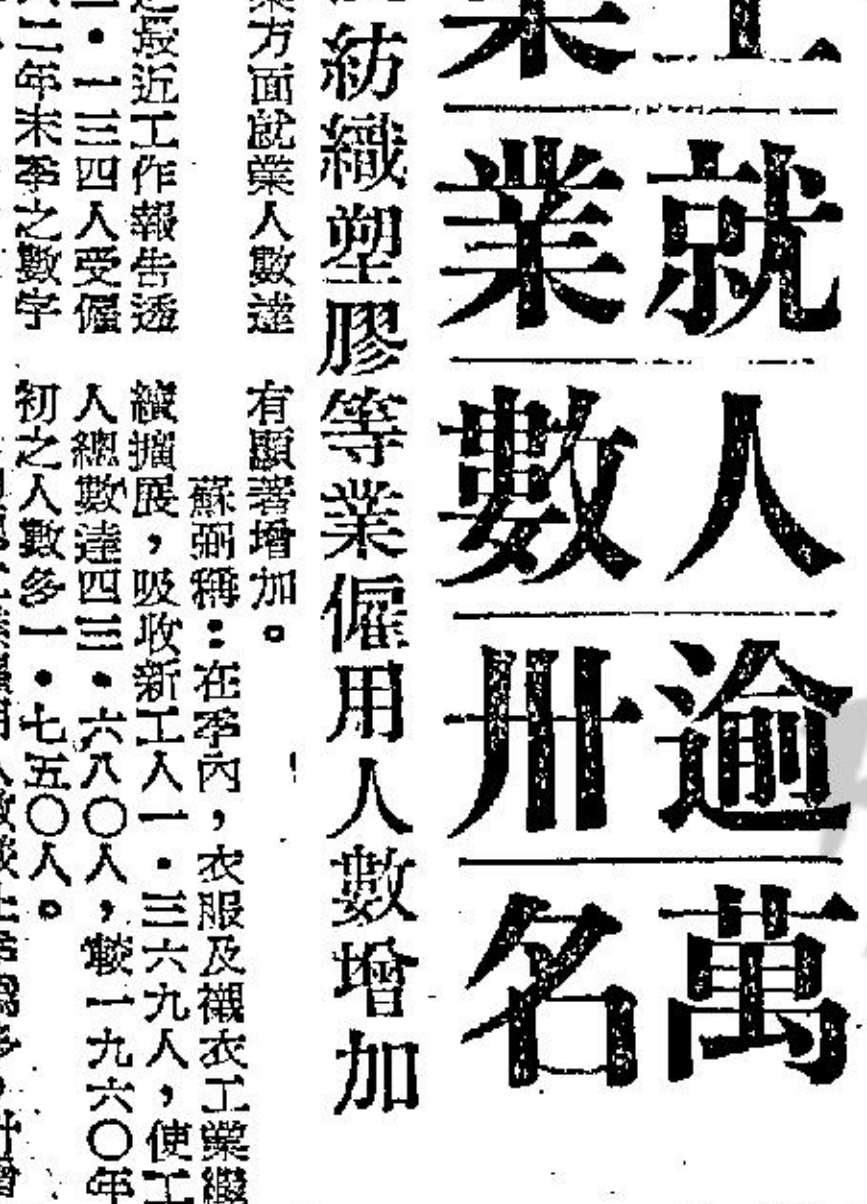 工業
就業
人數
逾卅
萬名
紡織塑膠等業僱用人數增加
業方面就業人數達
最近工作報告透
・一三四人受僱
二年末季之數字
有顯著增加。
蘇弼稱：在季內，衣服及襯衣工業繼
續擴展，吸收新工人一・三六九人，使工
人總數達四三・六八〇人，較一九六〇年
初之人數多一・七五〇人。